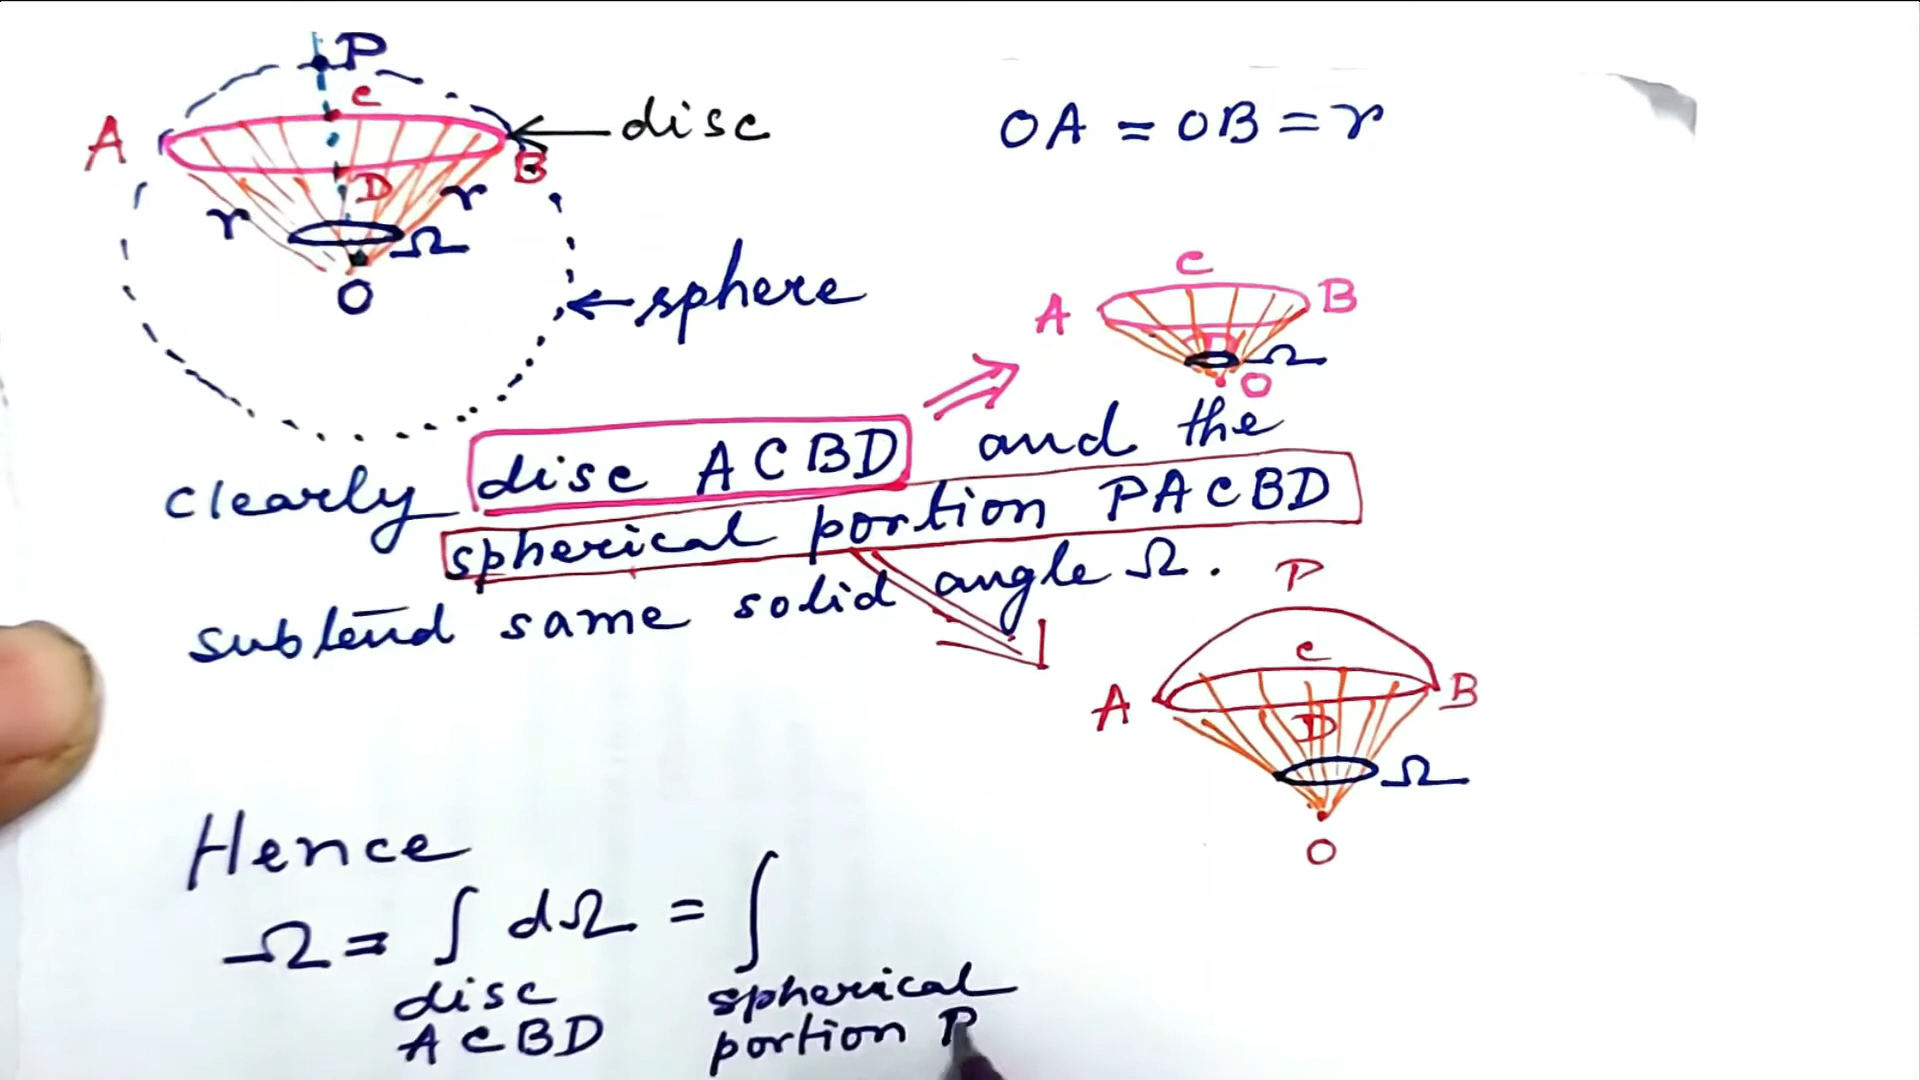 P
C
A
disc
B
D
r
r
Ω
O
sphere
OA = OB = r
C
A
B
Ω
O
clearly disc ACBD and the
spherical portion PACBD
subtend same solid angle Ω.
P
C
A
B
D
Ω
O
Hence
Ω = ∫ dΩ = ∫
disc spherical
ACBD portion P